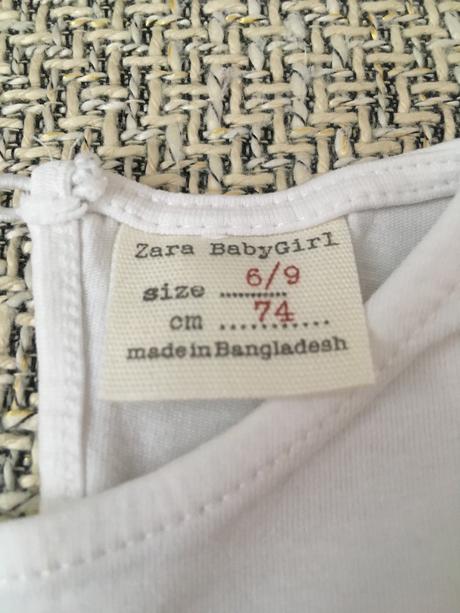 Zara BabyGirl
size 6/9
cm 74
made in Bangladesh